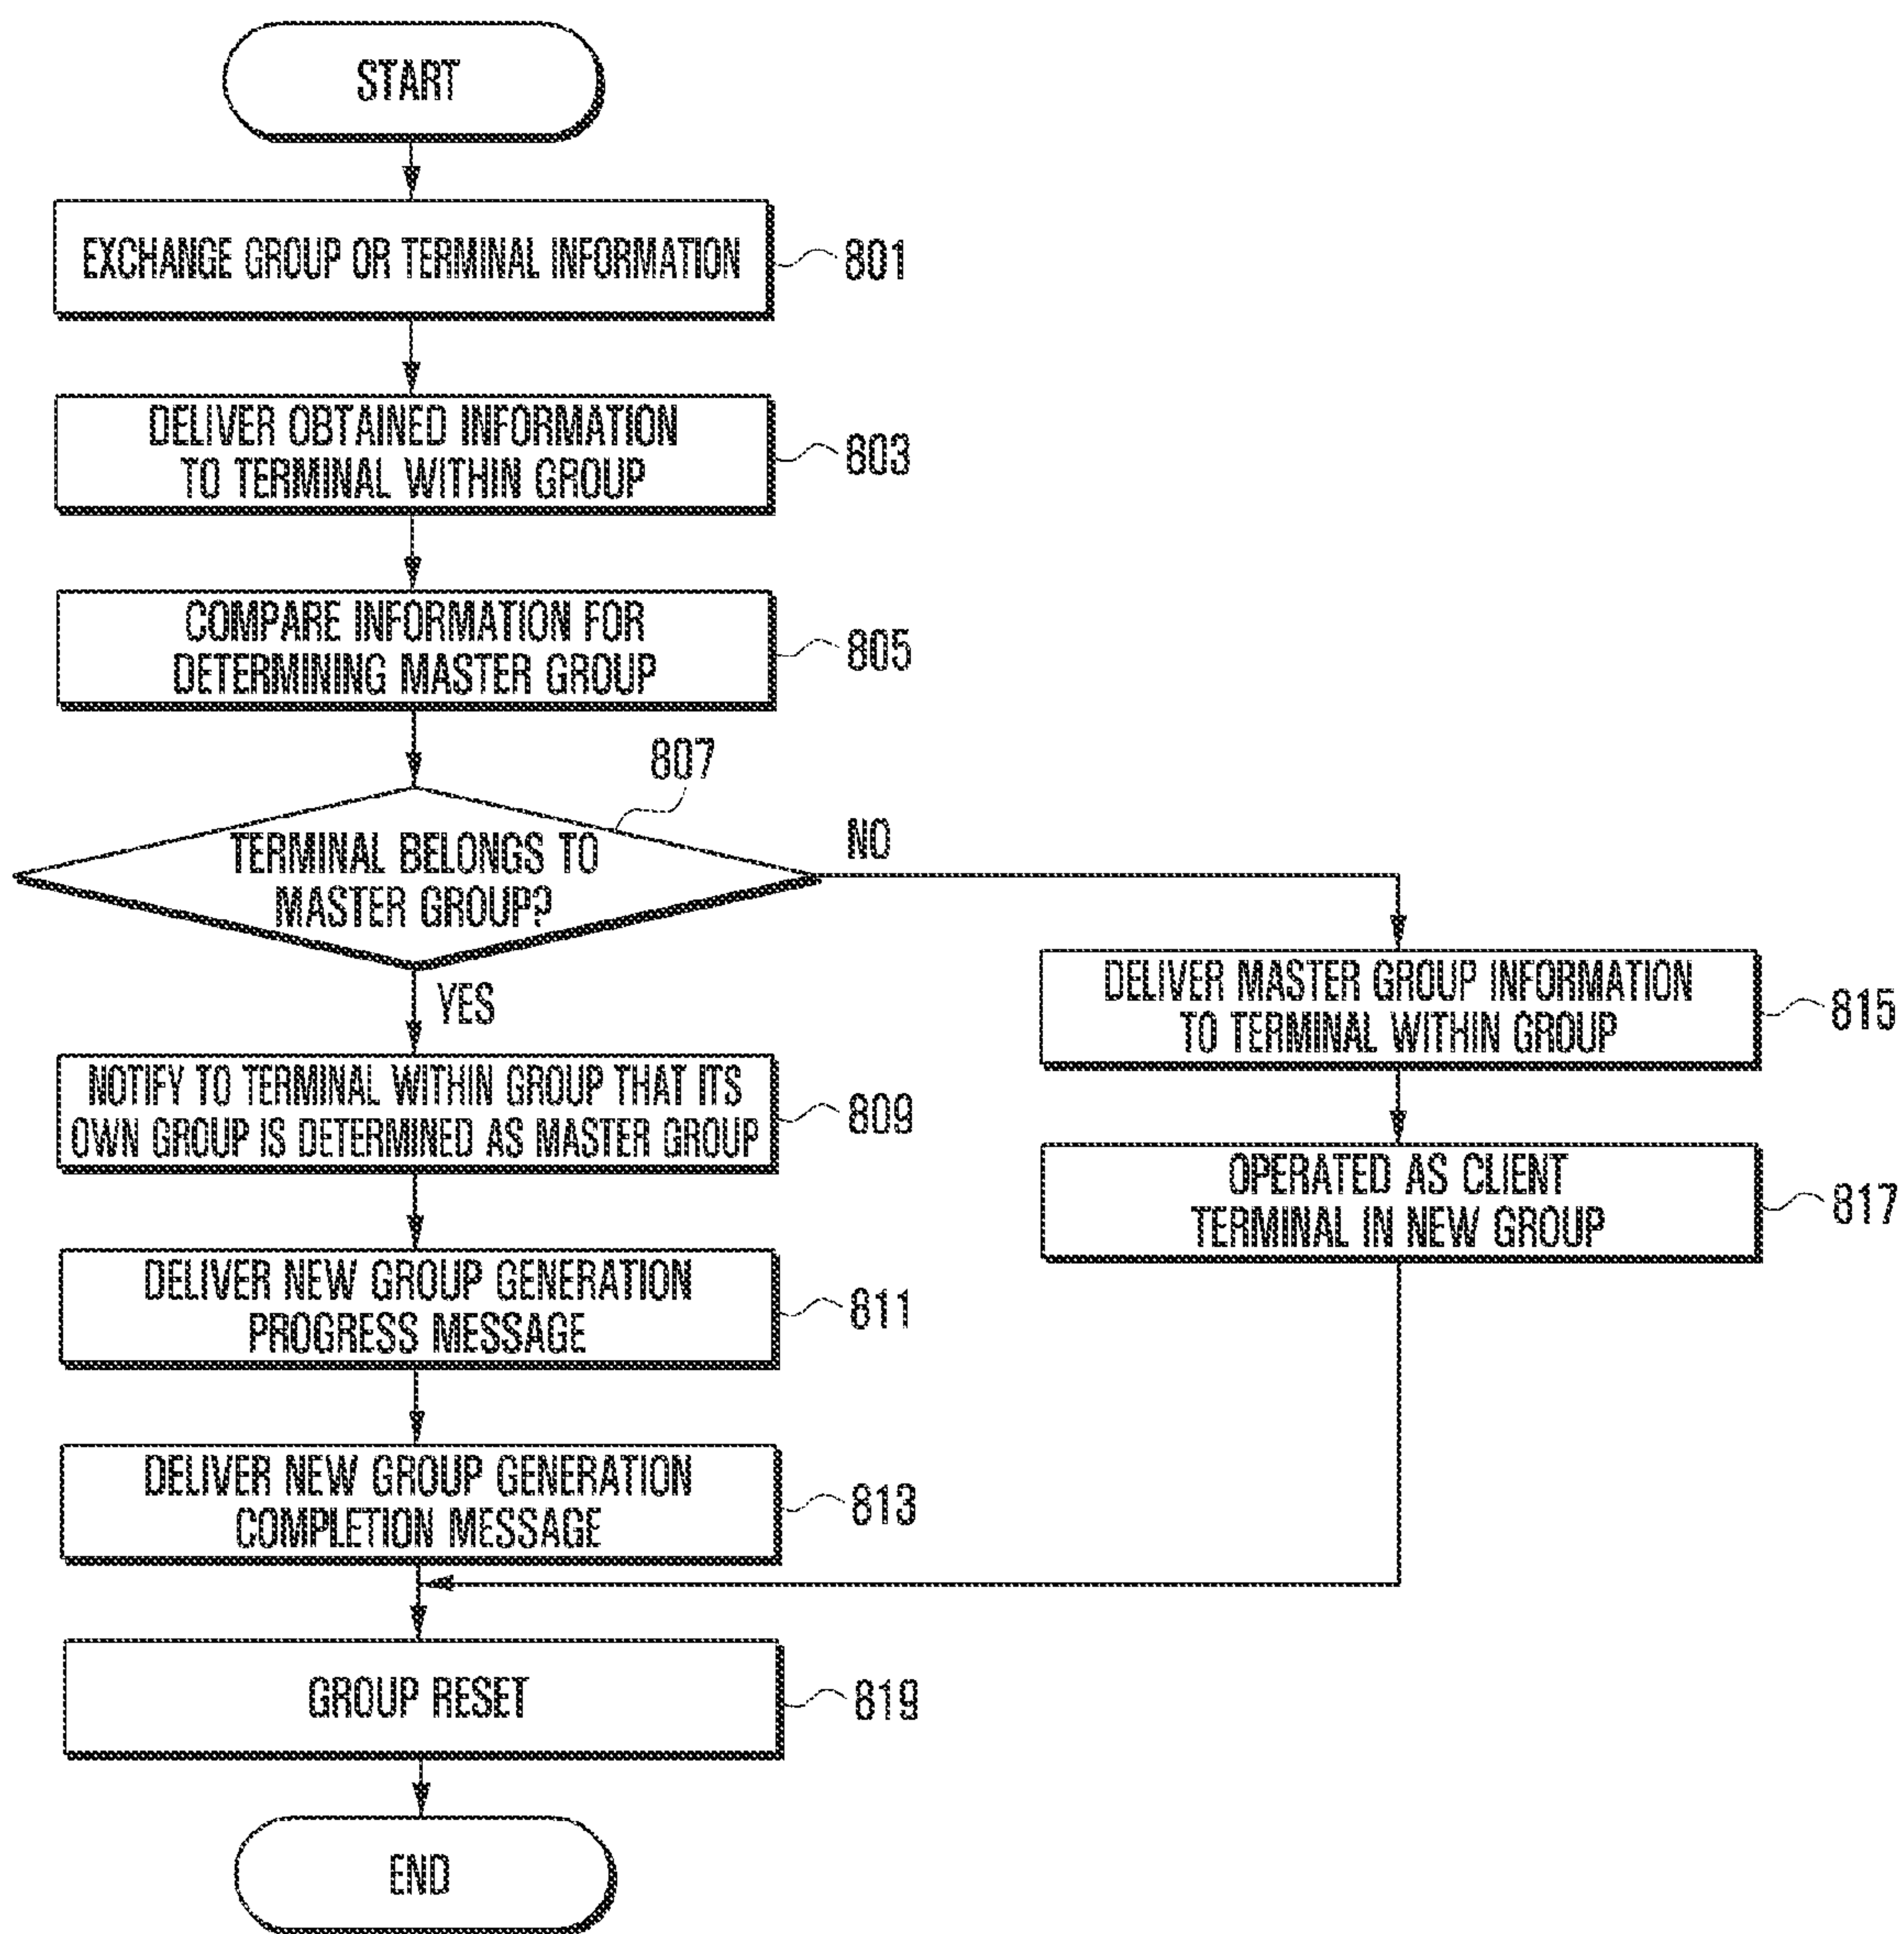 START
EXCHANGE GROUP OR TERMINAL INFORMATION
801
DELIVER OBTAINED INFORMATION
TO TERMINAL WITHIN GROUP
803
COMPARE INFORMATION FOR
DETERMINING MASTER GROUP
805
807
TERMINAL BELONGS TO
MASTER GROUP?
NO
YES
NOTIFY TO TERMINAL WITHIN GROUP THAT ITS
OWN GROUP IS DETERMINED AS MASTER GROUP
809
DELIVER NEW GROUP GENERATION
PROGRESS MESSAGE
811
DELIVER NEW GROUP GENERATION
COMPLETION MESSAGE
813
DELIVER MASTER GROUP INFORMATION
TO TERMINAL WITHIN GROUP
815
OPERATED AS CLIENT
TERMINAL IN NEW GROUP
817
GROUP RESET
819
END